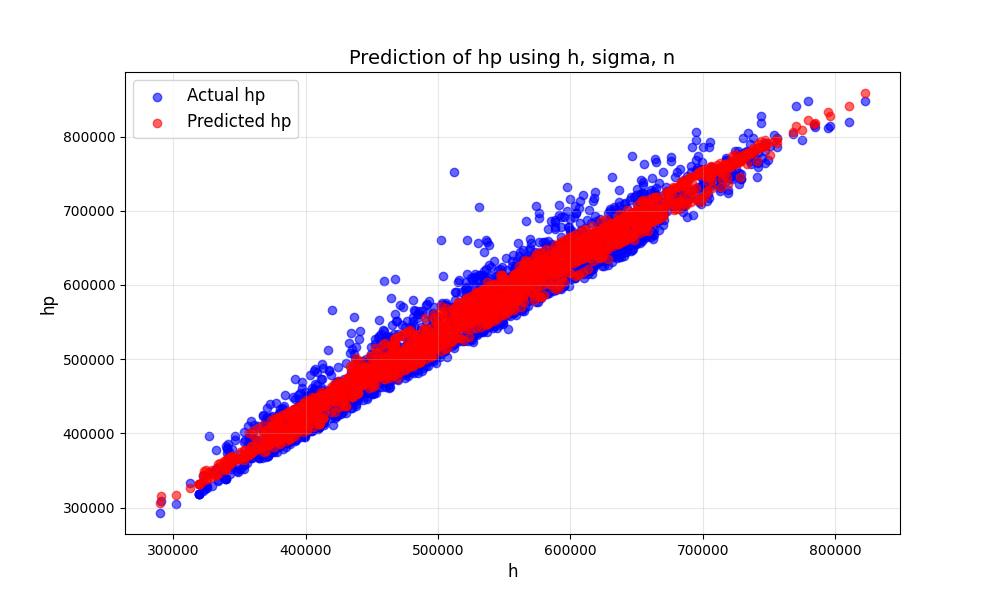 Prediction of hp using h, sigma, n
Actual hp
Predicted hp
hp
800000
700000
600000
500000
400000
300000
300000 400000 500000 600000 700000 800000
h